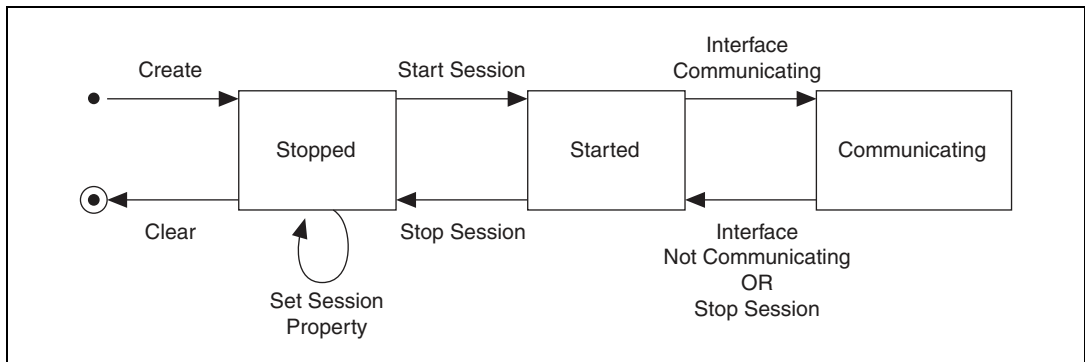 Create
Start Session
Interface
Communicating
Stopped
Started
Communicating
Clear
Stop Session
Interface
Not Communicating
OR
Stop Session
Set Session
Property